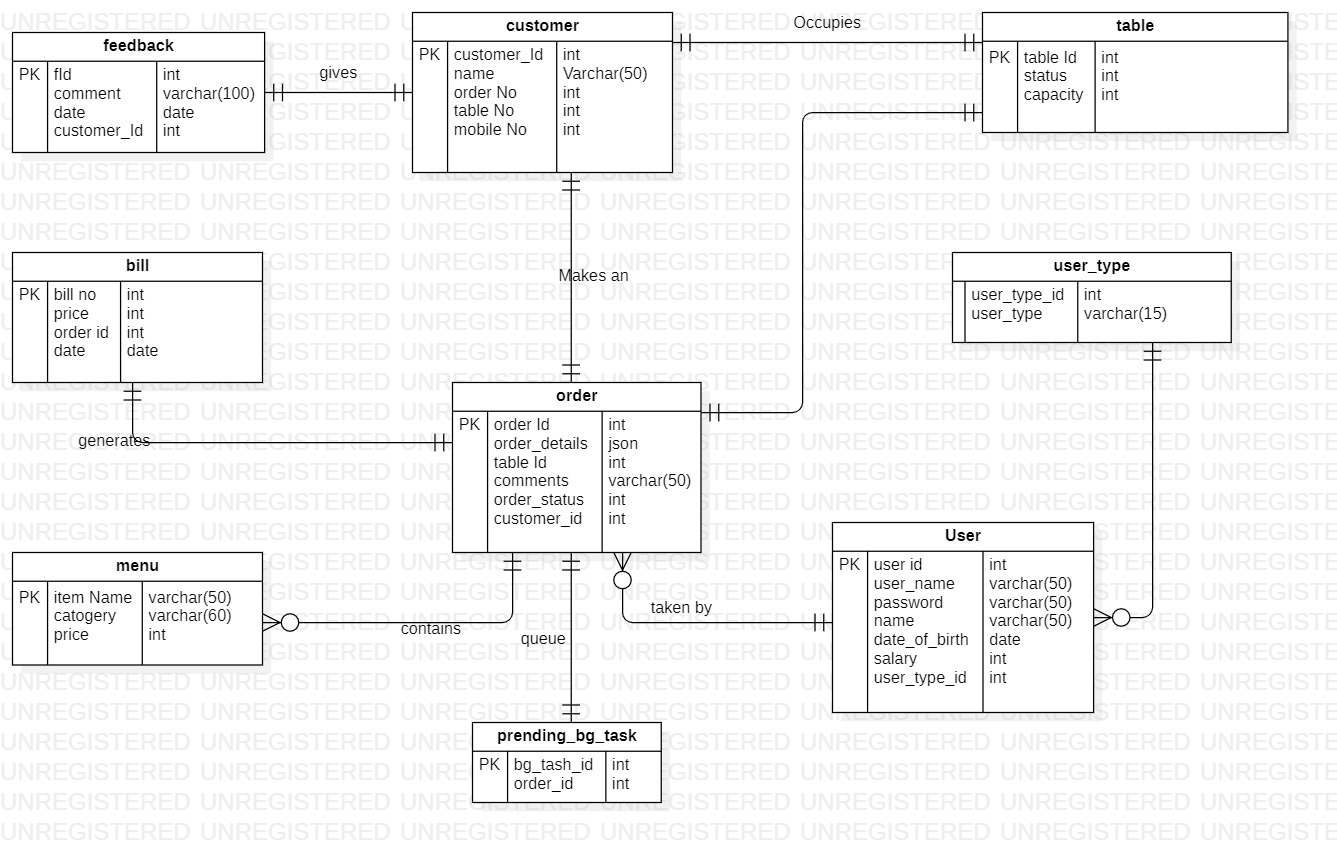 customer
PK customer_Id int
name Varchar(50)
order No int
table No int
mobile No int
Occupies
table
PK table Id int
status int
capacity int
feedback
PK fId int
comment varchar(100)
date date
customer_Id int
gives
Makes an
bill
PK bill no int
price int
order id int
date date
user_type
user_type_id int
user_type varchar(15)
generates
order
PK order Id int
order_details json
table Id int
comments varchar(50)
order_status int
customer_id int
menu
PK item Name varchar(50)
catogery varchar(60)
price int
contains
queue
taken by
User
PK user id int
user_name varchar(50)
password varchar(50)
name varchar(50)
date_of_birth date
salary int
user_type_id int
prending_bg_task
PK bg_tash_id int
order_id int
UNREGISTERED